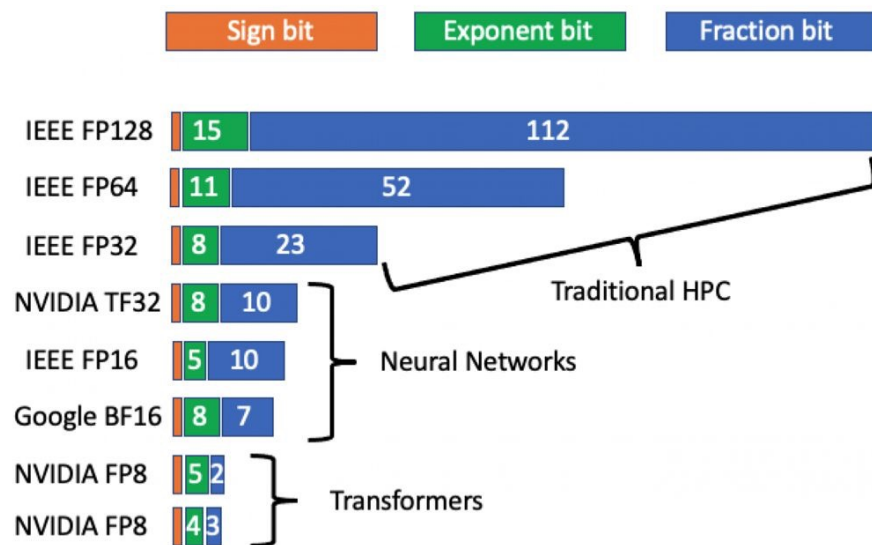 Sign bit Exponent bit Fraction bit
IEEE FP128 15 112
IEEE FP64 11 52
IEEE FP32 8 23
Traditional HPC
NVIDIA TF32 8 10
IEEE FP16 5 10
Neural Networks
Google BF16 8 7
NVIDIA FP8 5 2
Transformers
NVIDIA FP8 4 3